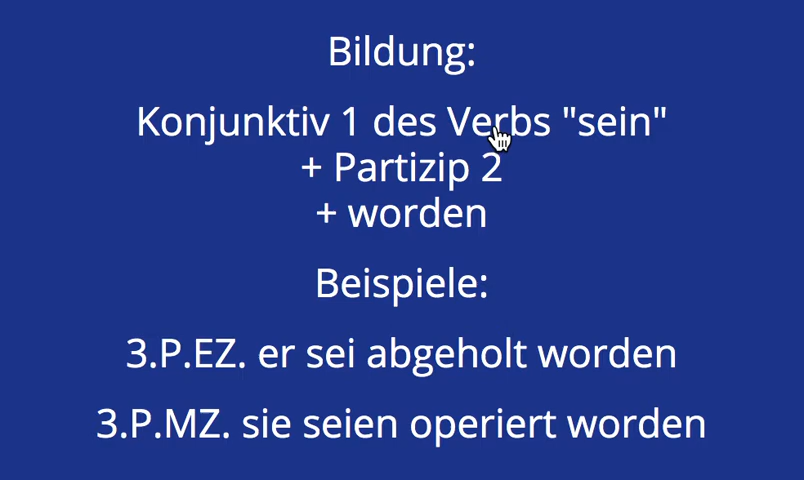 Bildung:
Konjunktiv 1 des Verbs "sein"
+ Partizip 2
+ worden
Beispiele:
3.P.EZ. er sei abgeholt worden
3.P.MZ. sie seien operiert worden